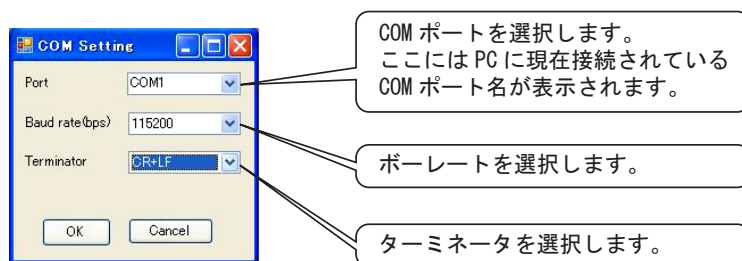 COM Setting
Port
COM1
Baud rate(bps)
115200
Terminator
CR+LF
OK
Cancel
COM ポートを選択します。
ここには PC に現在接続されている
COM ポート名が表示されます。
ボーレートを選択します。
ターミネータを選択します。